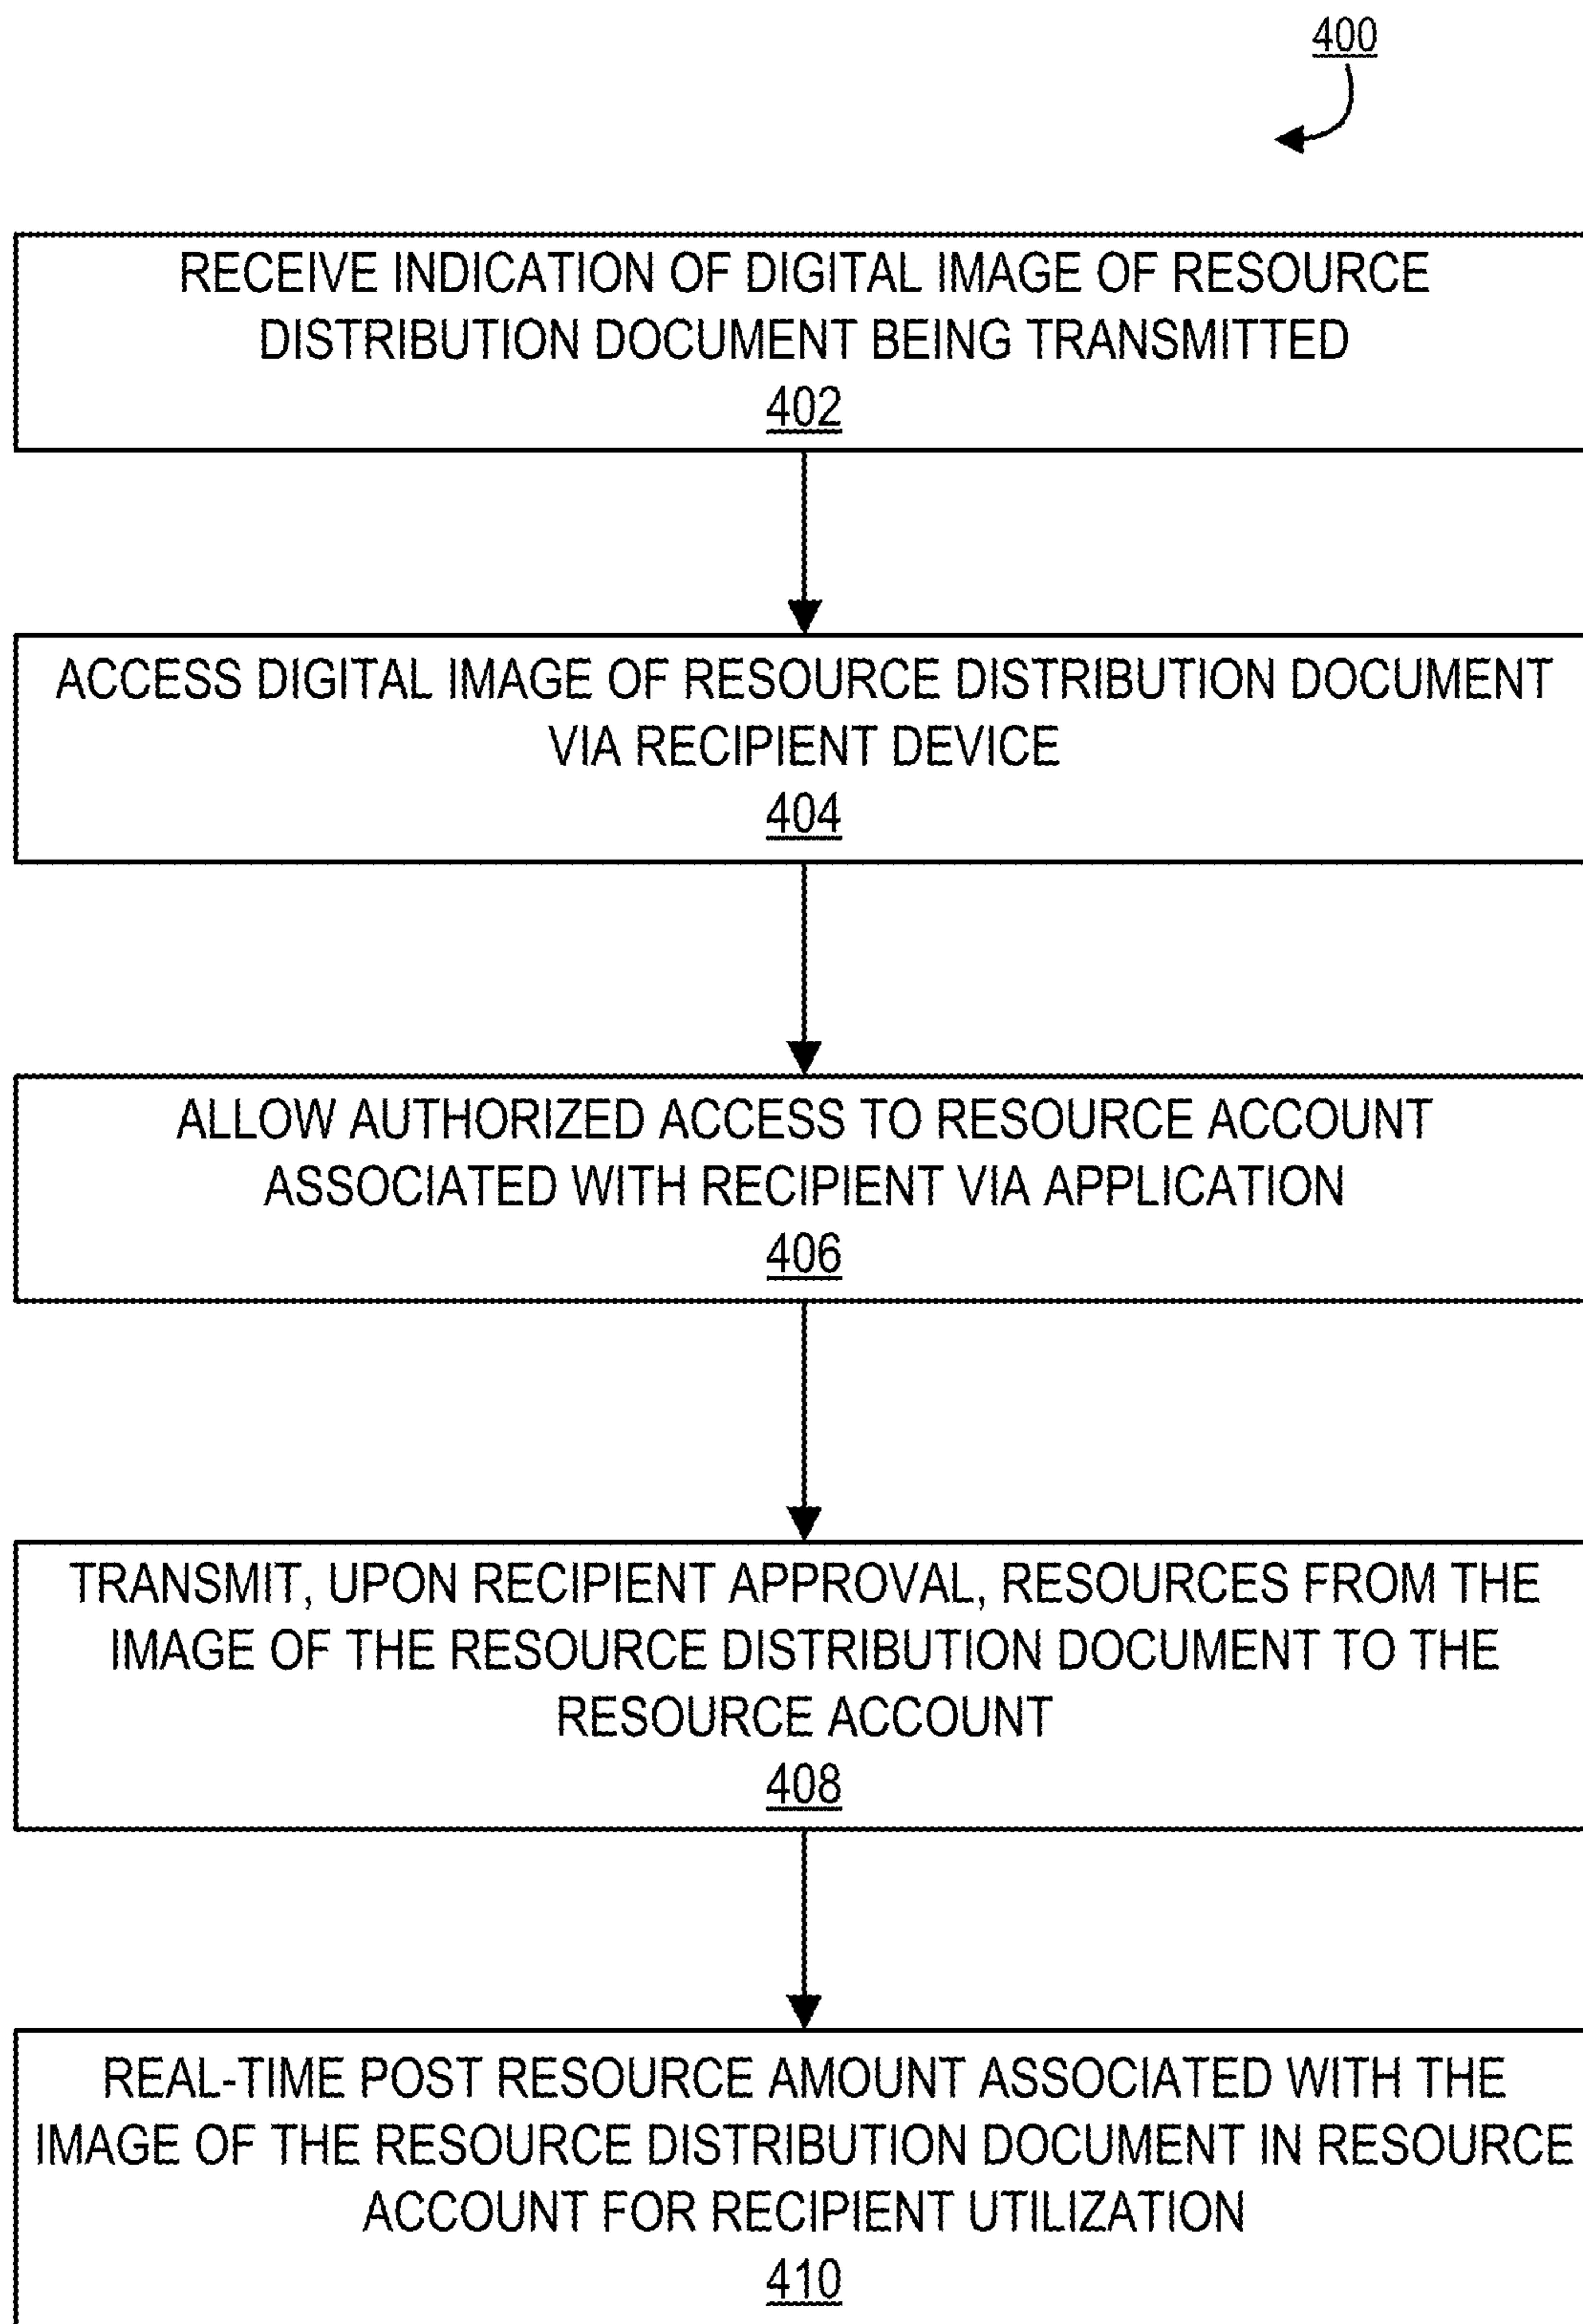 400
RECEIVE INDICATION OF DIGITAL IMAGE OF RESOURCE
DISTRIBUTION DOCUMENT BEING TRANSMITTED
402
ACCESS DIGITAL IMAGE OF RESOURCE DISTRIBUTION DOCUMENT
VIA RECIPIENT DEVICE
404
ALLOW AUTHORIZED ACCESS TO RESOURCE ACCOUNT
ASSOCIATED WITH RECIPIENT VIA APPLICATION
406
TRANSMIT, UPON RECIPIENT APPROVAL, RESOURCES FROM THE
IMAGE OF THE RESOURCE DISTRIBUTION DOCUMENT TO THE
RESOURCE ACCOUNT
408
REAL-TIME POST RESOURCE AMOUNT ASSOCIATED WITH THE
IMAGE OF THE RESOURCE DISTRIBUTION DOCUMENT IN RESOURCE
ACCOUNT FOR RECIPIENT UTILIZATION
410